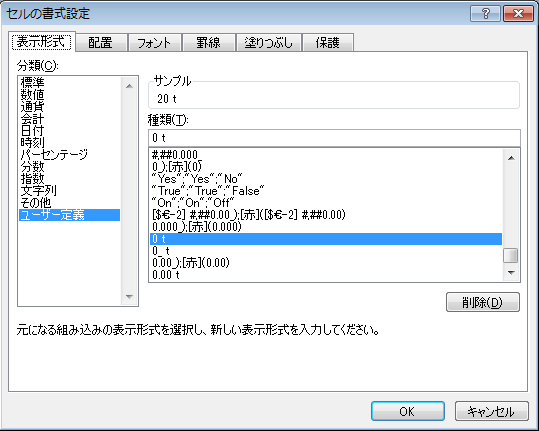 セルの書式設定
表示形式 配置 フォント 罫線 塗りつぶし 保護
分類(C):
標準
数値
通貨
会計
日付
時刻
パーセンテージ
分数
指数
文字列
その他
ユーザー定義
サンプル
20 t
種類(T):
0 t
#,##0.000_
0_);[赤](0)
"Yes";"Yes";"No"
"True";"True";"False"
"On";"On";"Off"
[$€-2] #,##0.00_);[赤]([$€-2] #,##0.00)
0.000_);[赤](0.000)
0 t
0_ t
0.00_);[赤](0.00)
0.00 t
削除(D)
元になる組み込みの表示形式を選択し、新しい表示形式を入力してください。
OK キャンセル